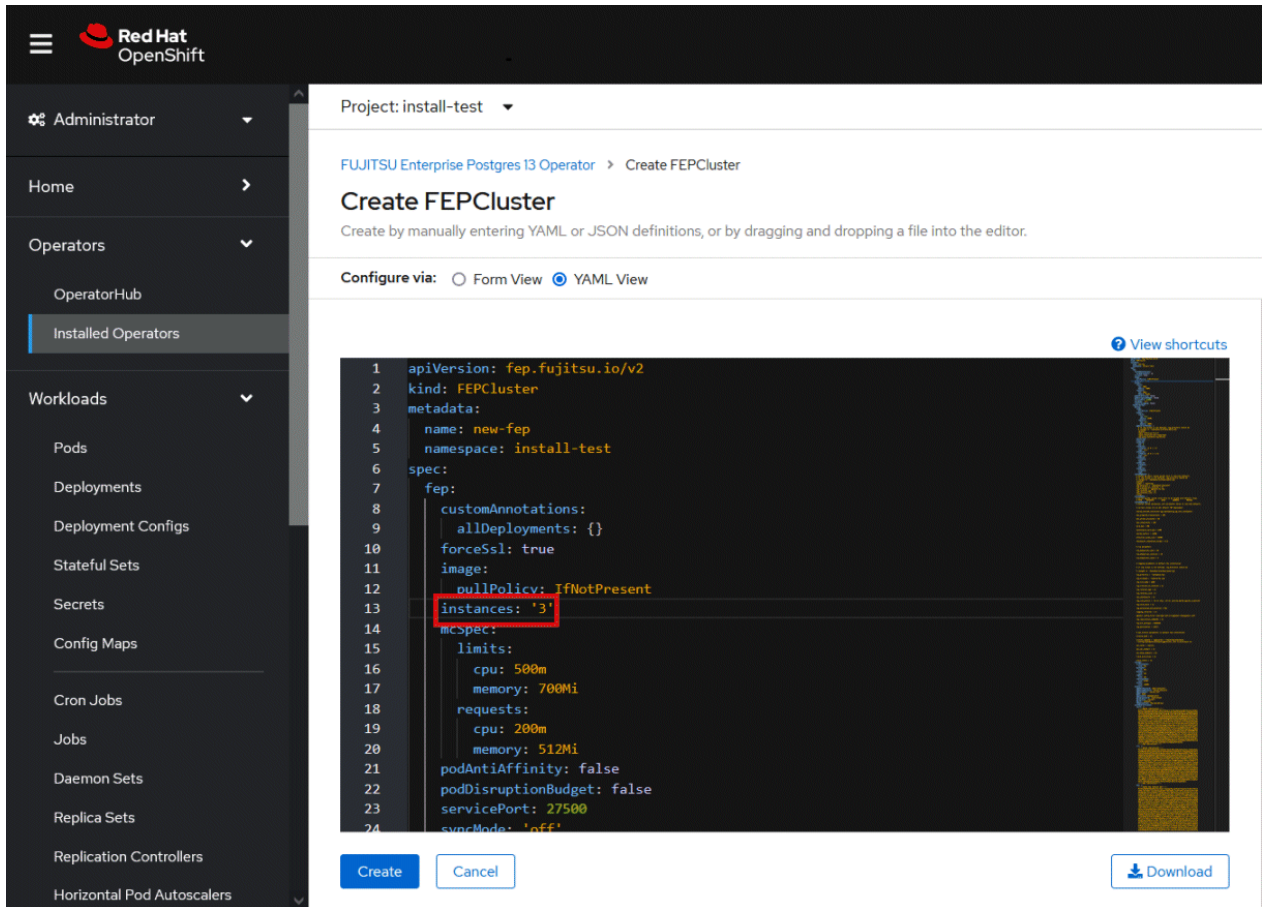 Red Hat
OpenShift
Administrator
Home
Operators
OperatorHub
Installed Operators
Workloads
Pods
Deployments
Deployment Configs
Stateful Sets
Secrets
Config Maps
Cron Jobs
Jobs
Daemon Sets
Replica Sets
Replication Controllers
Horizontal Pod Autoscalers
Project: install-test
FUJITSU Enterprise Postgres 13 Operator > Create FEPCluster
Create FEPCluster
Create by manually entering YAML or JSON definitions, or by dragging and dropping a file into the editor.
Configure via: Form View YAML View
View shortcuts
1 apiVersion: fep.fujitsu.io/v2
2 kind: FEPCluster
3 metadata:
4 name: new-fep
5 namespace: install-test
6 spec:
7 fep:
8 customAnnotations:
9 allDeployments: {}
10 forceSsl: true
11 image:
12 pullPolicy: IfNotPresent
13 instances: '3'
14 mcSpec:
15 limits:
16 cpu: 500m
17 memory: 700Mi
18 requests:
19 cpu: 200m
20 memory: 512Mi
21 podAntiAffinity: false
22 podDisruptionBudget: false
23 servicePort: 27500
24 syncMode: 'off'
Create Cancel Download